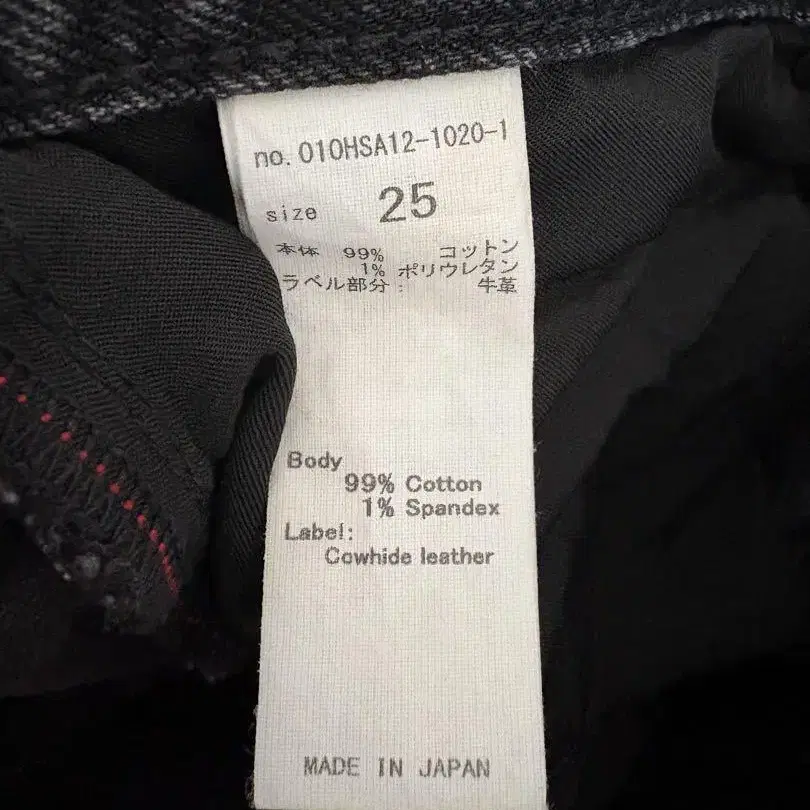 no. 010HSA12-1020-1
size 25
本体 99% コットン
1% ポリウレタン
ラベル部分: 牛革
Body
99% Cotton
1% Spandex
Label:
Cowhide leather
MADE IN JAPAN